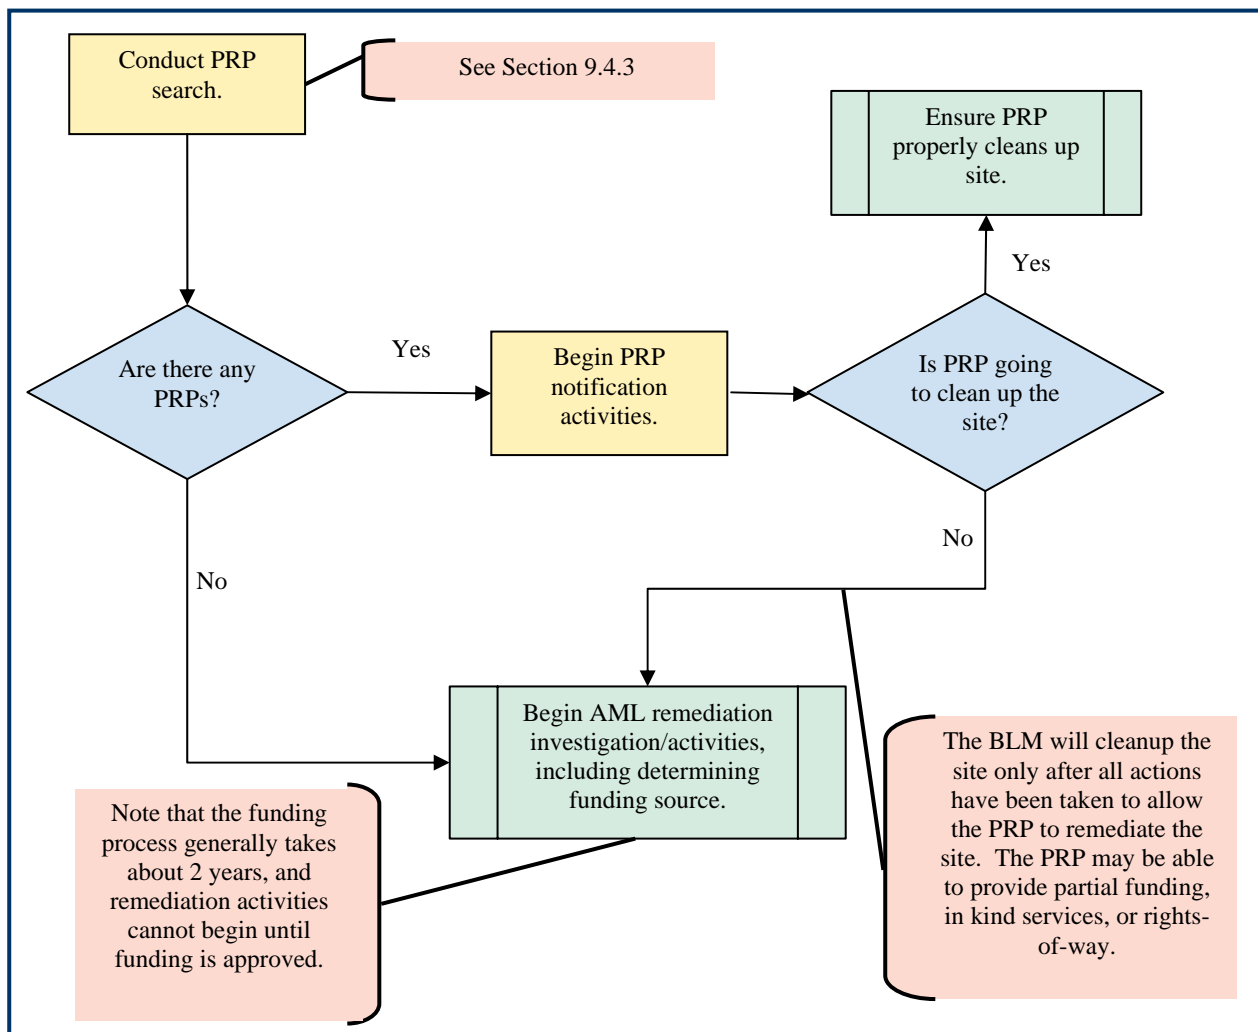 Conduct PRP
search.
See Section 9.4.3
Ensure PRP
properly cleans up
site.
Yes
Are there any
PRPs?
Yes
Begin PRP
notification
activities.
Is PRP going
to clean up the
site?
No
No
Begin AML remediation
investigation/activities,
including determining
funding source.
Note that the funding
process generally takes
about 2 years, and
remediation activities
cannot begin until
funding is approved.
The BLM will cleanup the
site only after all actions
have been taken to allow
the PRP to remediate the
site.  The PRP may be able
to provide partial funding,
in kind services, or rights-
of-way.